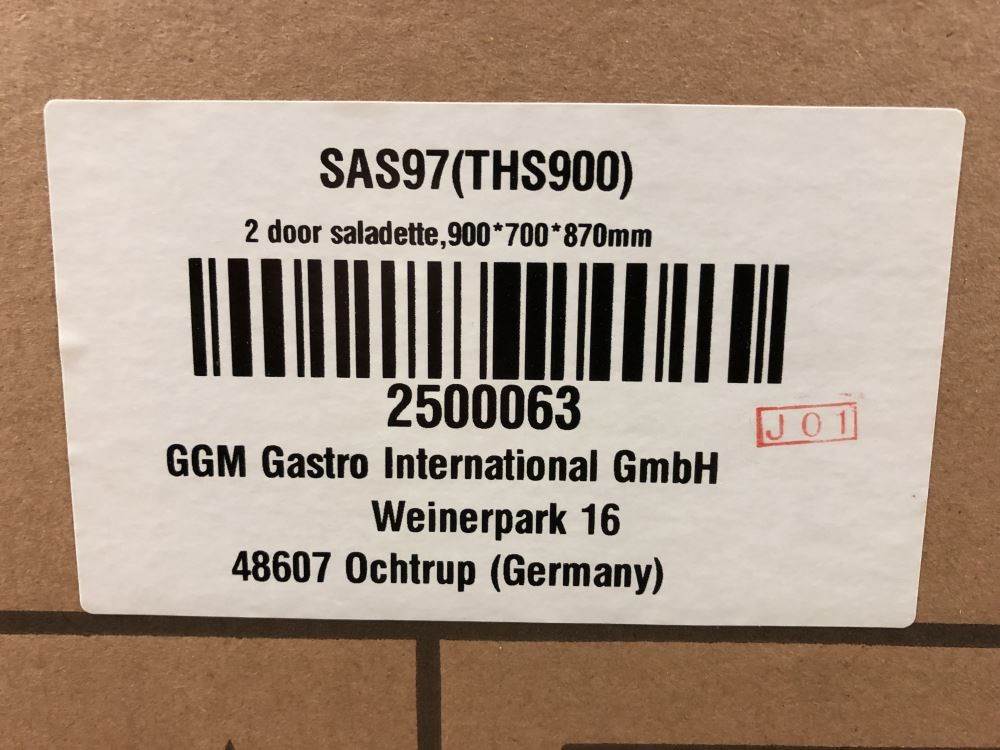 SAS97(THS900)
2 door saladette,900*700*870mm
2500063
J01
GGM Gastro International GmbH
Weinerpark 16
48607 Ochtrup (Germany)